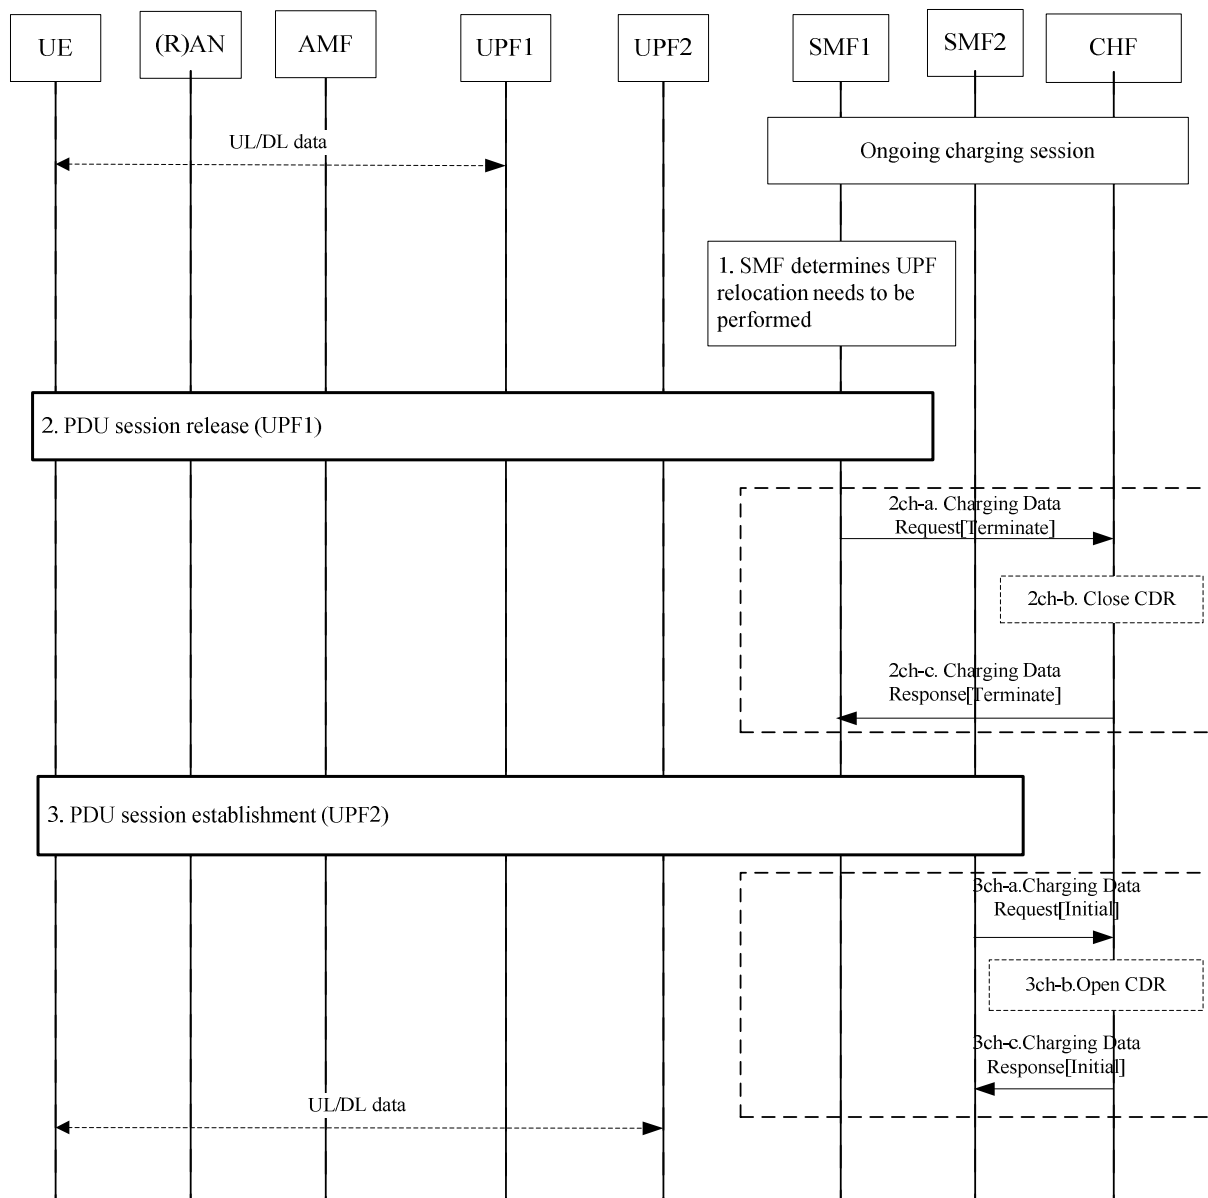 UE
(R)AN
AMF
UPF1
UPF2
SMF1
SMF2
CHF
UL/DL data
Ongoing charging session
1. SMF determines UPF
relocation needs to be
performed
2. PDU session release (UPF1)
2ch-a. Charging Data
Request[Terminate]
2ch-b. Close CDR
2ch-c. Charging Data
Response[Terminate]
3. PDU session establishment (UPF2)
3ch-a.Charging Data
Request[Initial]
3ch-b.Open CDR
3ch-c.Charging Data
Response[Initial]
UL/DL data